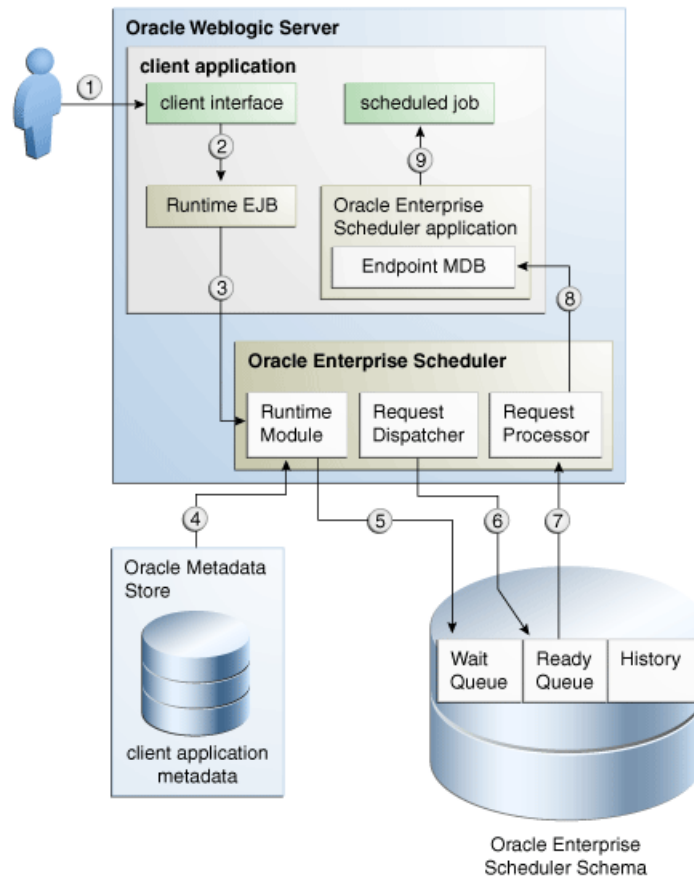 Oracle Weblogic Server
client application
1
client interface
scheduled job
2
9
Runtime EJB
Oracle Enterprise
Scheduler application
Endpoint MDB
3
8
Oracle Enterprise Scheduler
Runtime
Module
Request
Dispatcher
Request
Processor
4
5
6
7
Oracle Metadata
Store
client application
metadata
Wait
Queue
Ready
Queue
History
Oracle Enterprise
Scheduler Schema